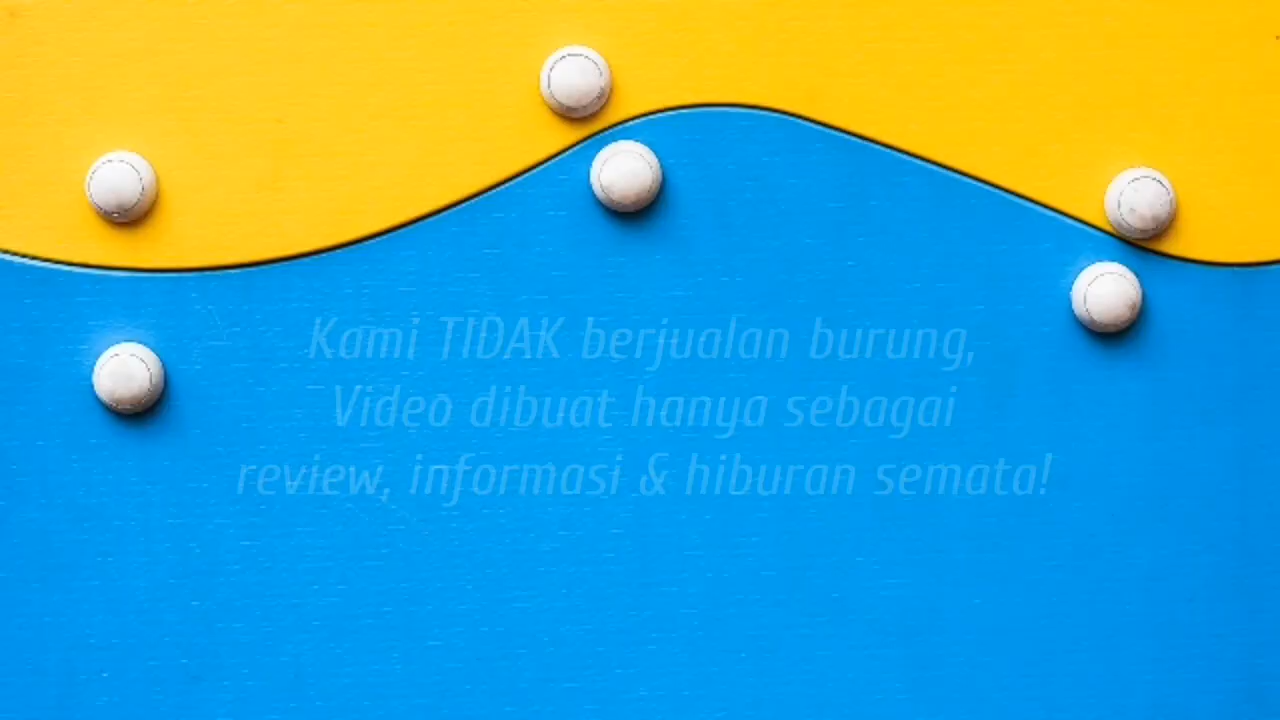 Kami TIDAK berjualan burung,
Video dibuat hanya sebagai
review, informasi & hiburan semata!